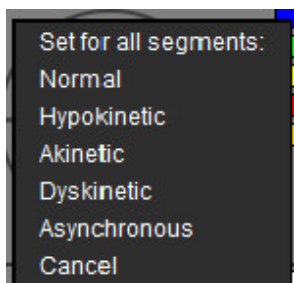 Set for all segments:
Normal
Hypokinetic
Akinetic
Dyskinetic
Asynchronous
Cancel